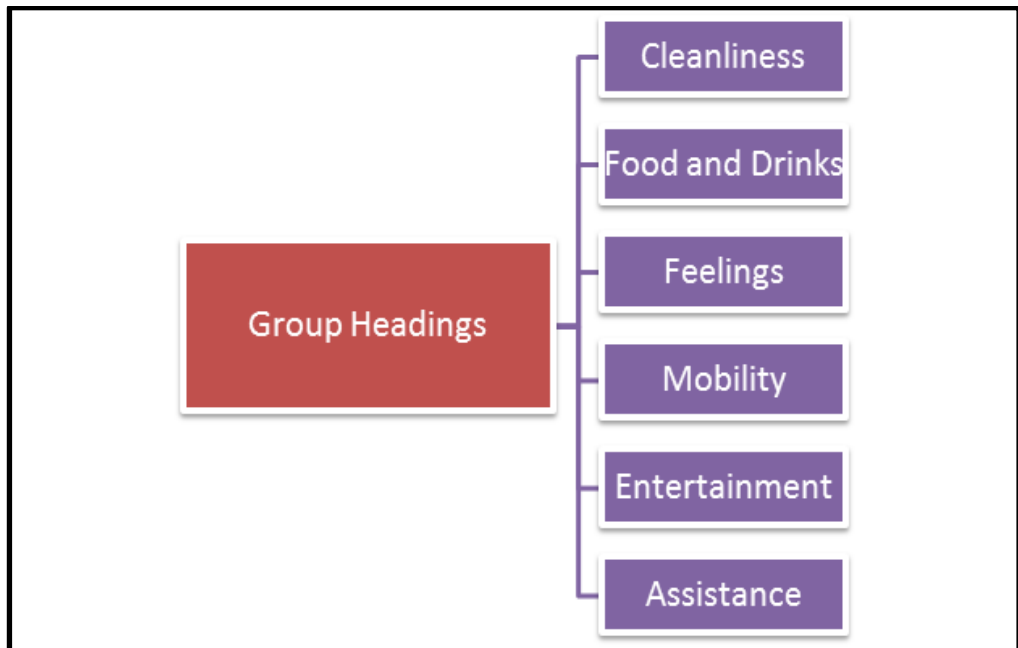 Group Headings
Cleanliness
Food and Drinks
Feelings
Mobility
Entertainment
Assistance